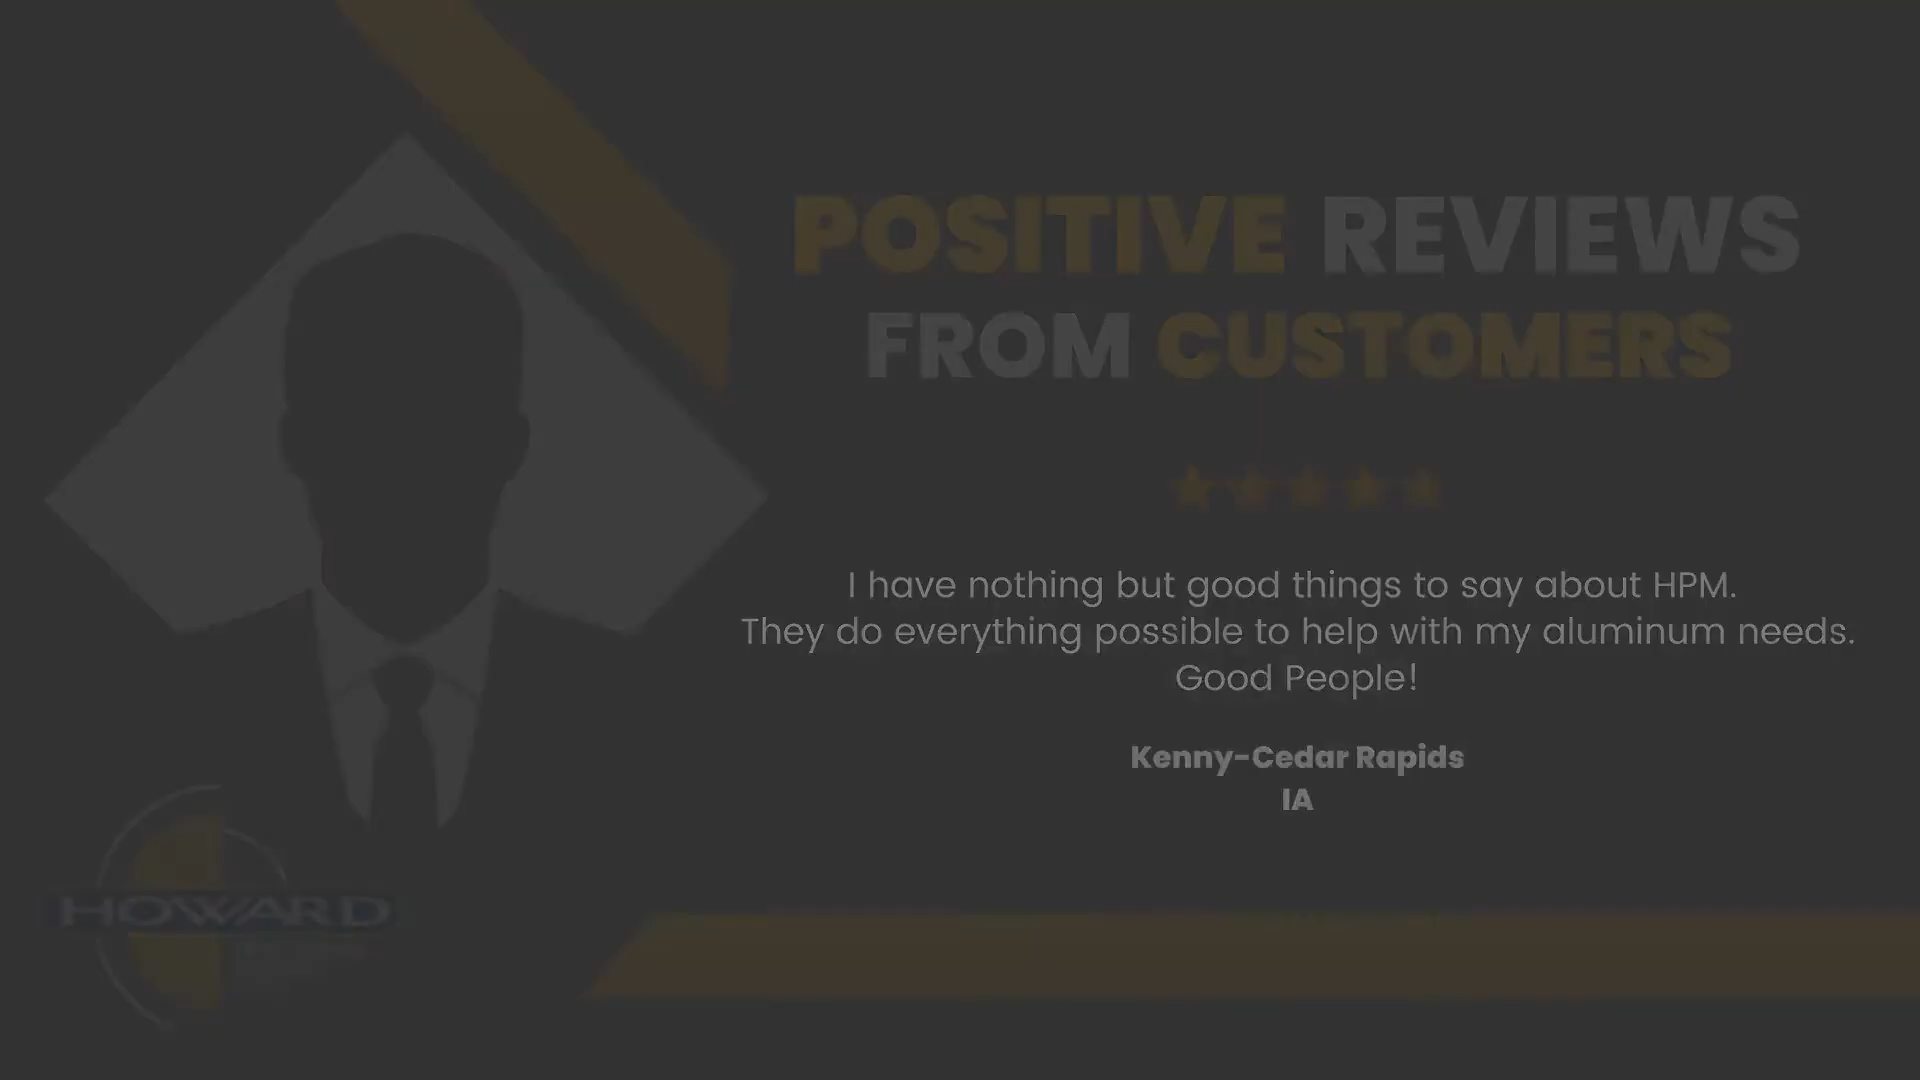 POSITIVE REVIEWS
FROM CUSTOMERS
I have nothing but good things to say about HPM.
They do everything possible to help with my aluminum needs.
Good People!
Kenny-Cedar Rapids
IA
HOWARD